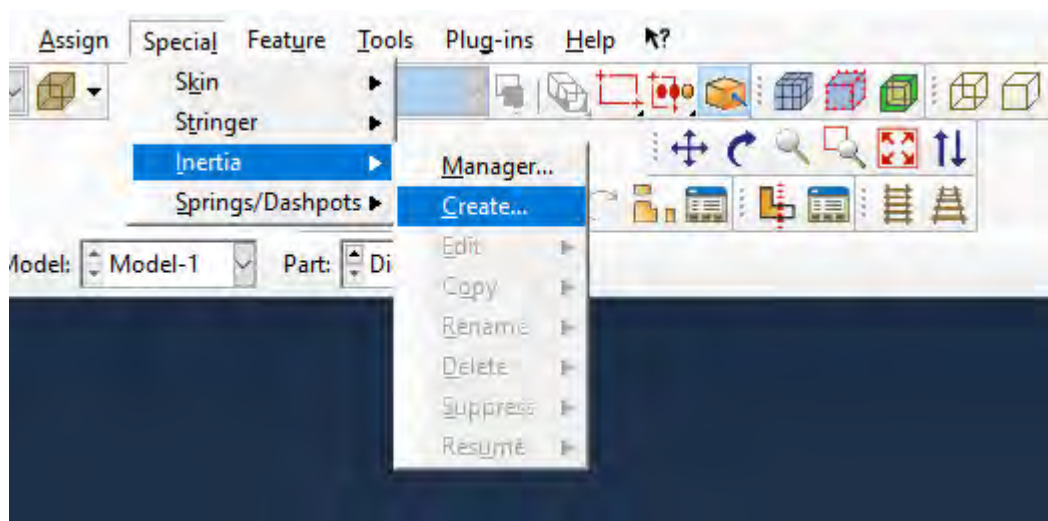 Assign Special Feature Tools Plug-ins Help ?
Skin
Stringer
Inertia
Manager...
Springs/Dashpots
Create...
Edit
Model: Model-1 Part: Di
Copy
Rename
Delete
Suppress
Resume